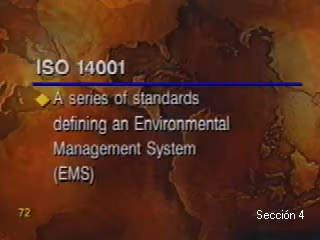 ISO 14001
A series of standards
defining an Environmental
Management System
(EMS)
72
Sección 4